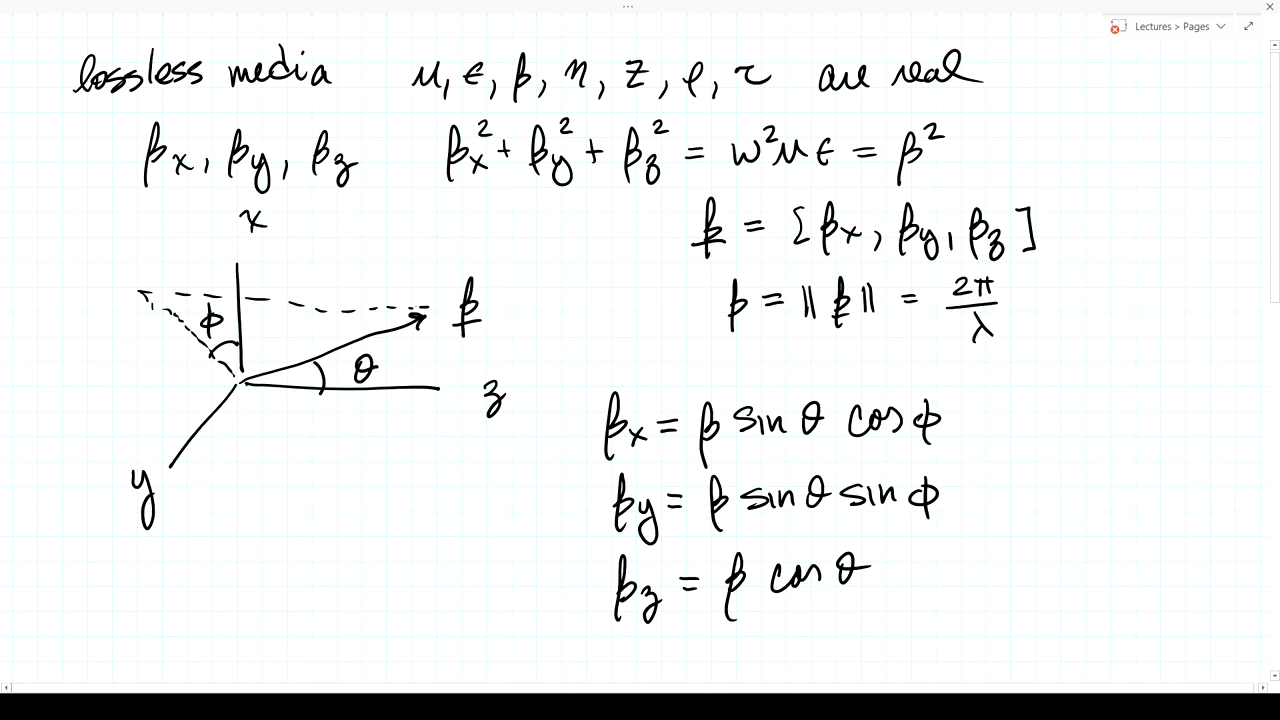 Lectures > Pages
lossless media μ, ϵ, β, η, Z, ρ, τ are real
βx, βy, βz βx² + βy² + βz² = ω²μϵ = β²
β = [βx, βy, βz]
β = ||β|| = 2π/λ
x
ϕ
β
θ
z
y
βx = β sin θ cos ϕ
βy = β sin θ sin ϕ
βz = β cos θ